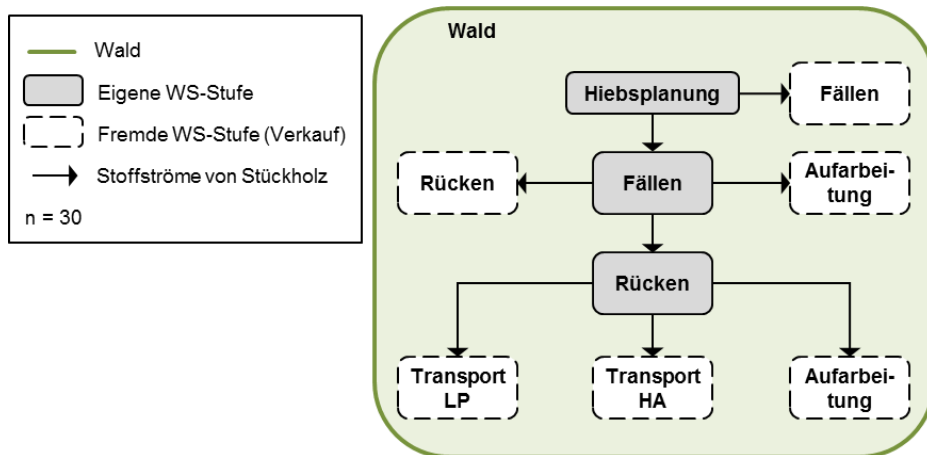 Wald
Eigene WS-Stufe
Fremde WS-Stufe (Verkauf)
Stoffströme von Stückholz
n = 30
Wald
Hiebsplanung
Fällen
Rücken
Fällen
Aufarbei-
tung
Rücken
Transport
LP
Transport
HA
Aufarbei-
tung